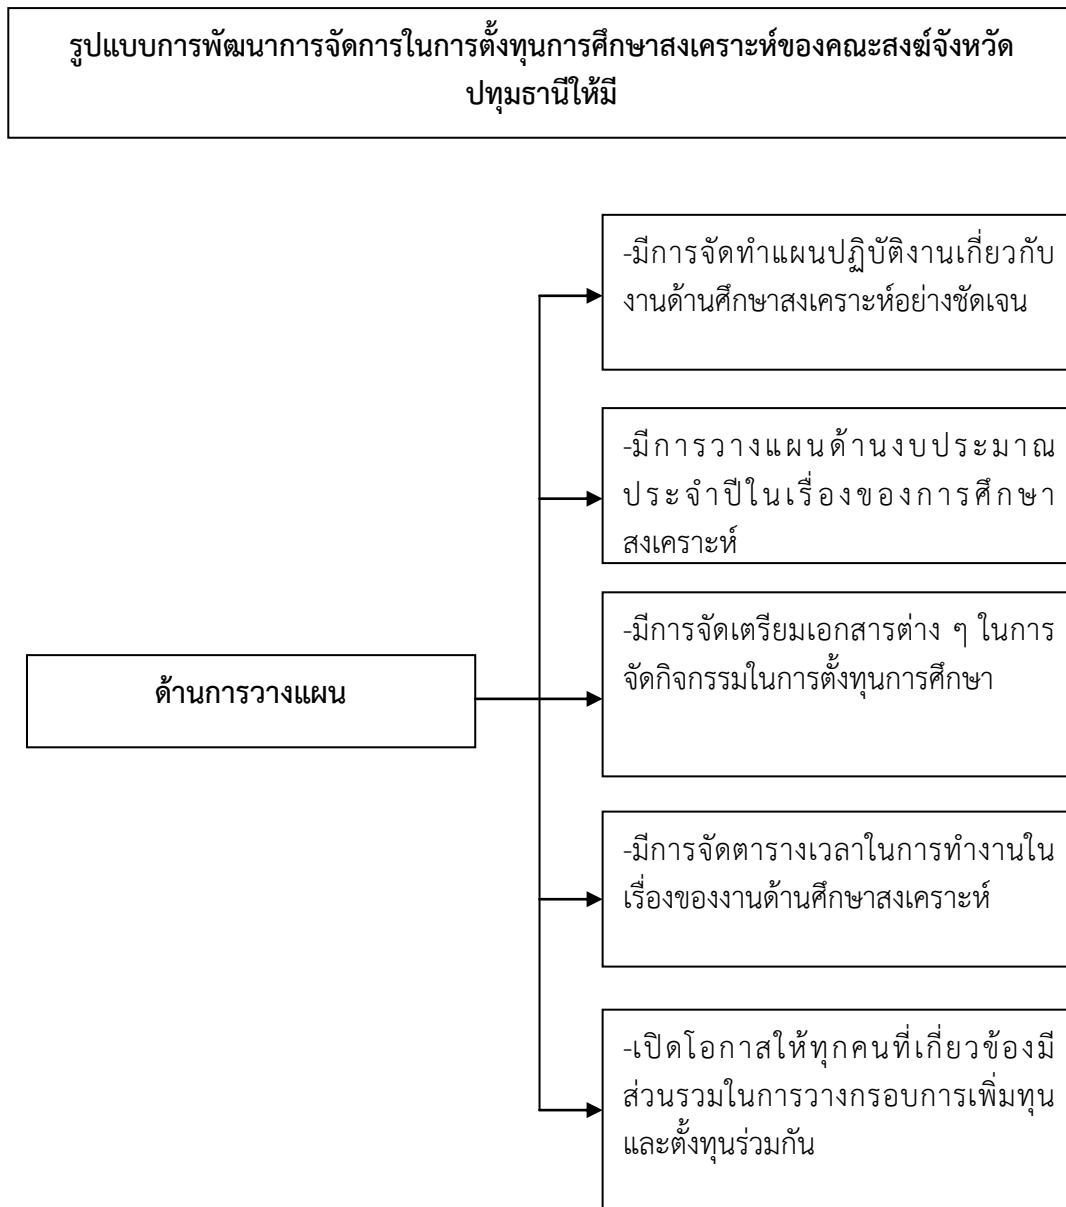 รูปแบบการพัฒนาการจัดการในการตั้งทุนการศึกษาสงเคราะห์ของคณะสงฆ์จังหวัด
ปทุมธานีให้มี
-มีการจัดทำแผนปฏิบัติงานเกี่ยวกับ
งานด้านศึกษาสงเคราะห์อย่างชัดเจน
-มีการวางแผนด้านงบประมาณ
ประจำปีในเรื่องของการศึกษา
สงเคราะห์
-มีการจัดเตรียมเอกสารต่าง ๆ ในการ
จัดกิจกรรมในการตั้งทุนการศึกษา
ด้านการวางแผน
-มีการจัดตารางเวลาในการทำงานใน
เรื่องของงานด้านศึกษาสงเคราะห์
-เปิดโอกาสให้ทุกคนที่เกี่ยวข้องมี
ส่วนรวมในการวางกรอบการเพิ่มทุน
และตั้งทุนร่วมกัน